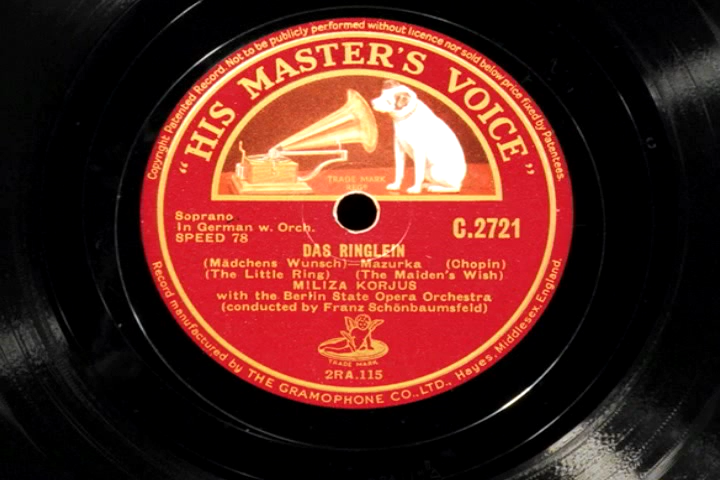 Copyright Patented Record. Not to be publicly performed without licence nor sold below price fixed by Patentees.
"HIS MASTER'S VOICE"
TRADE MARK
Soprano
In German w. Orch.
SPEED 78
C.2721
DAS RINGLEIN
(Mädchens Wunsch)—Mazurka (Chopin)
(The Little Ring) (The Maiden's Wish)
MILIZA KORJUS
with the Berlin State Opera Orchestra
(conducted by Franz Schönbaumsfeld)
TRADE MARK
2RA.115
Record manufactured by THE GRAMOPHONE CO., LTD., Hayes, Middlesex, England.